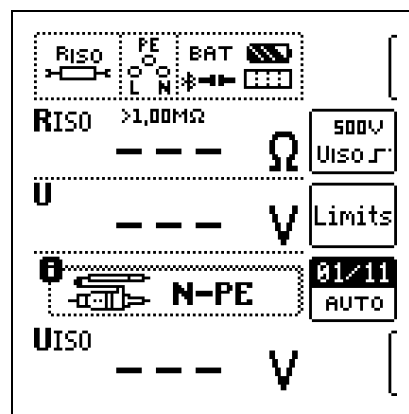 RISO
PE
L N
BAT
RISO >1,00MΩ
--- Ω
500V
UISO
U
--- V
Limits
N-PE
01/11
AUTO
UISO
--- V